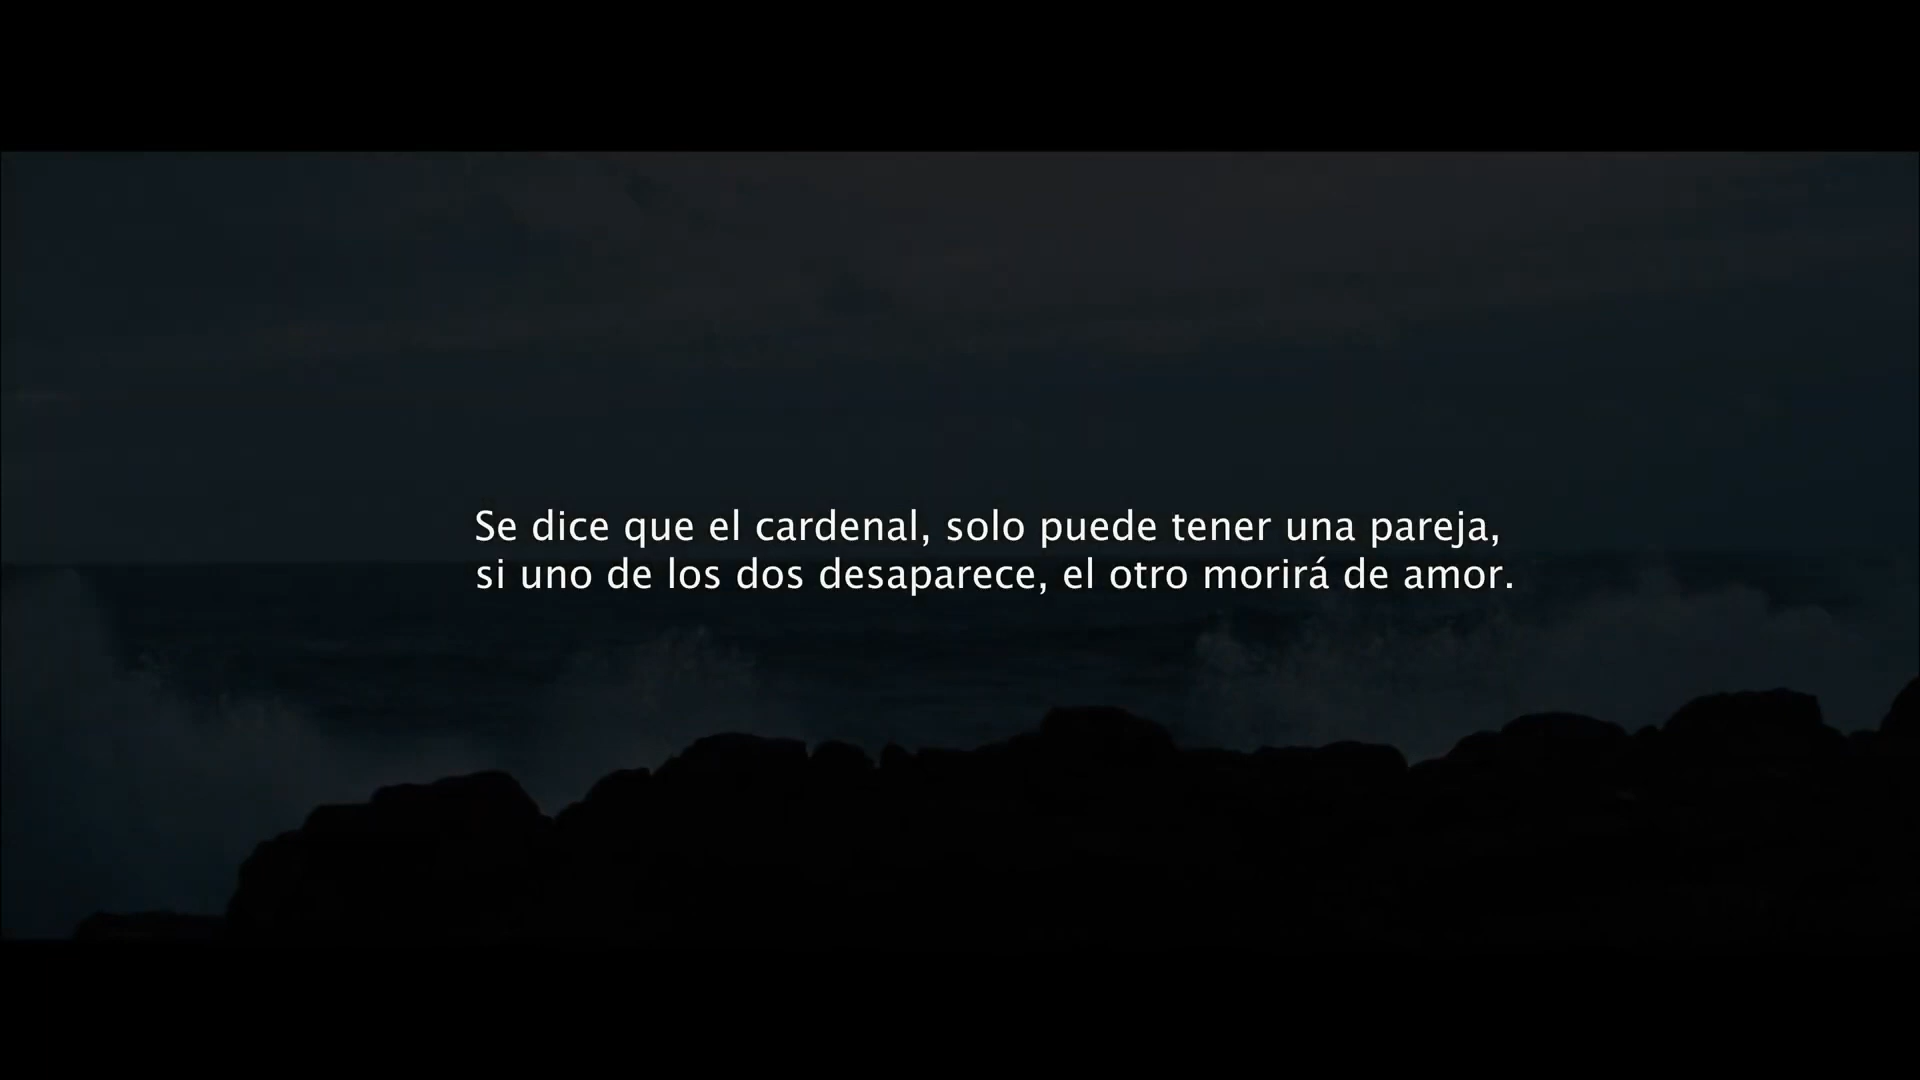 Se dice que el cardenal, solo puede tener una pareja,
si uno de los dos desaparece, el otro morirá de amor.